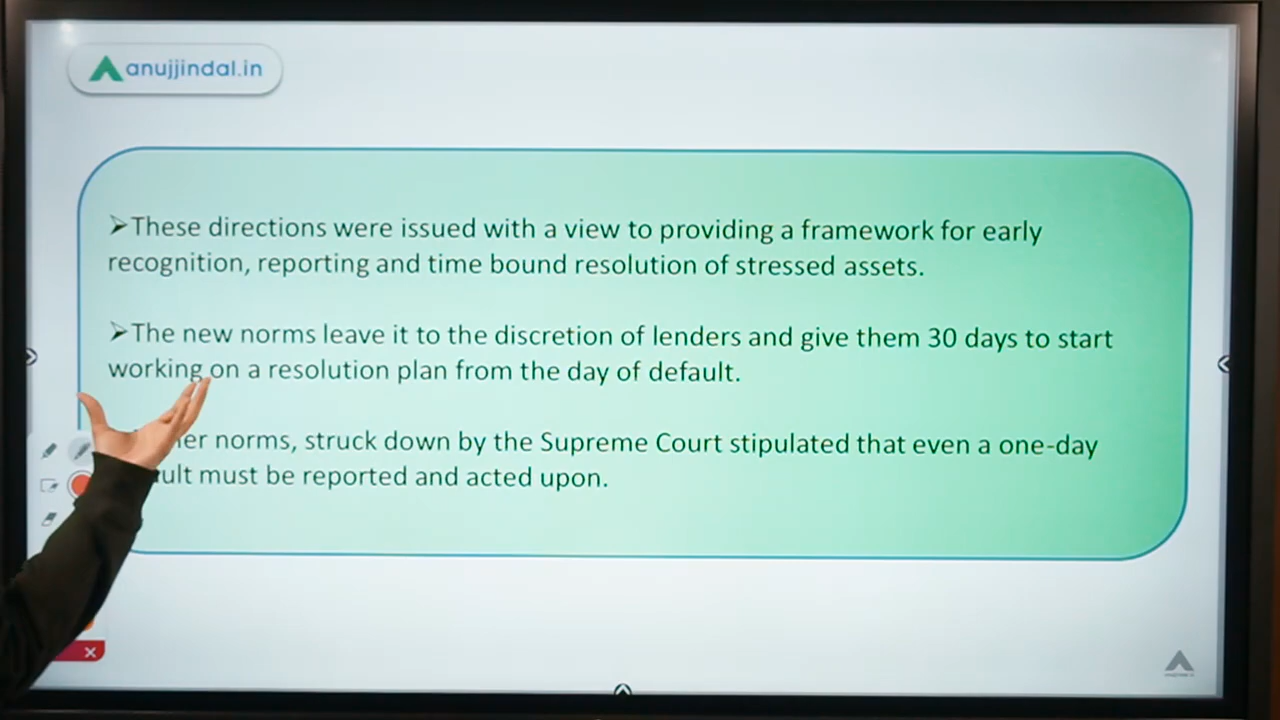 anujjindal.in
➢These directions were issued with a view to providing a framework for early
recognition, reporting and time bound resolution of stressed assets.
➢The new norms leave it to the discretion of lenders and give them 30 days to start
working on a resolution plan from the day of default.
norms, struck down by the Supreme Court stipulated that even a one-day
must be reported and acted upon.